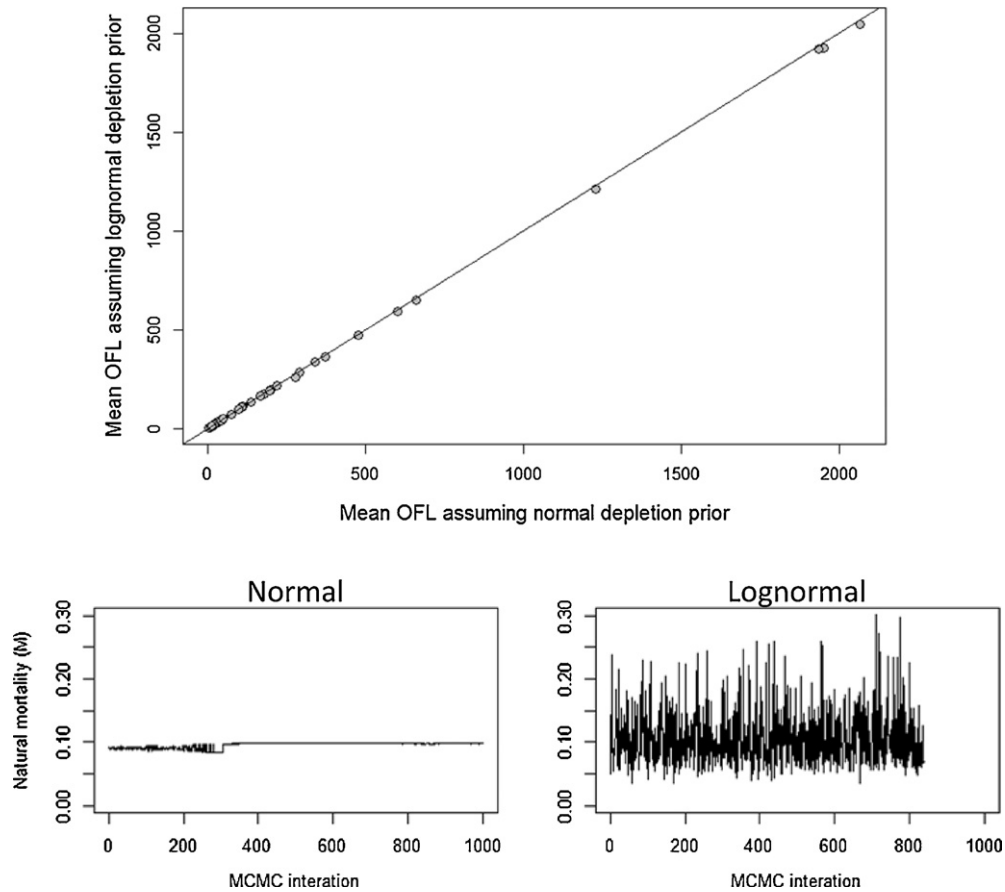 Mean OFL assuming lognormal depletion prior
2000
1500
1000
500
0
0 500 1000 1500 2000
Mean OFL assuming normal depletion prior
Normal
Lognormal
Natural mortality (M)
0.30
0.20
0.10
0.00
0 200 400 600 800 1000
MCMC interation
0.30
0.20
0.10
0.00
0 200 400 600 800 1000
MCMC interation